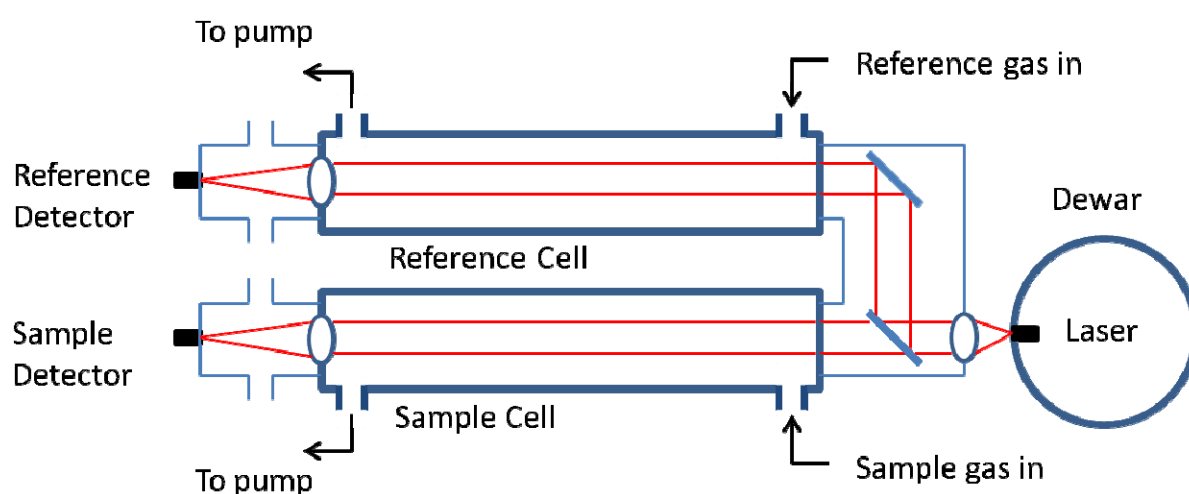 To pump
Reference gas in
Reference
Detector
Dewar
Reference Cell
Sample
Detector
Laser
Sample Cell
To pump
Sample gas in